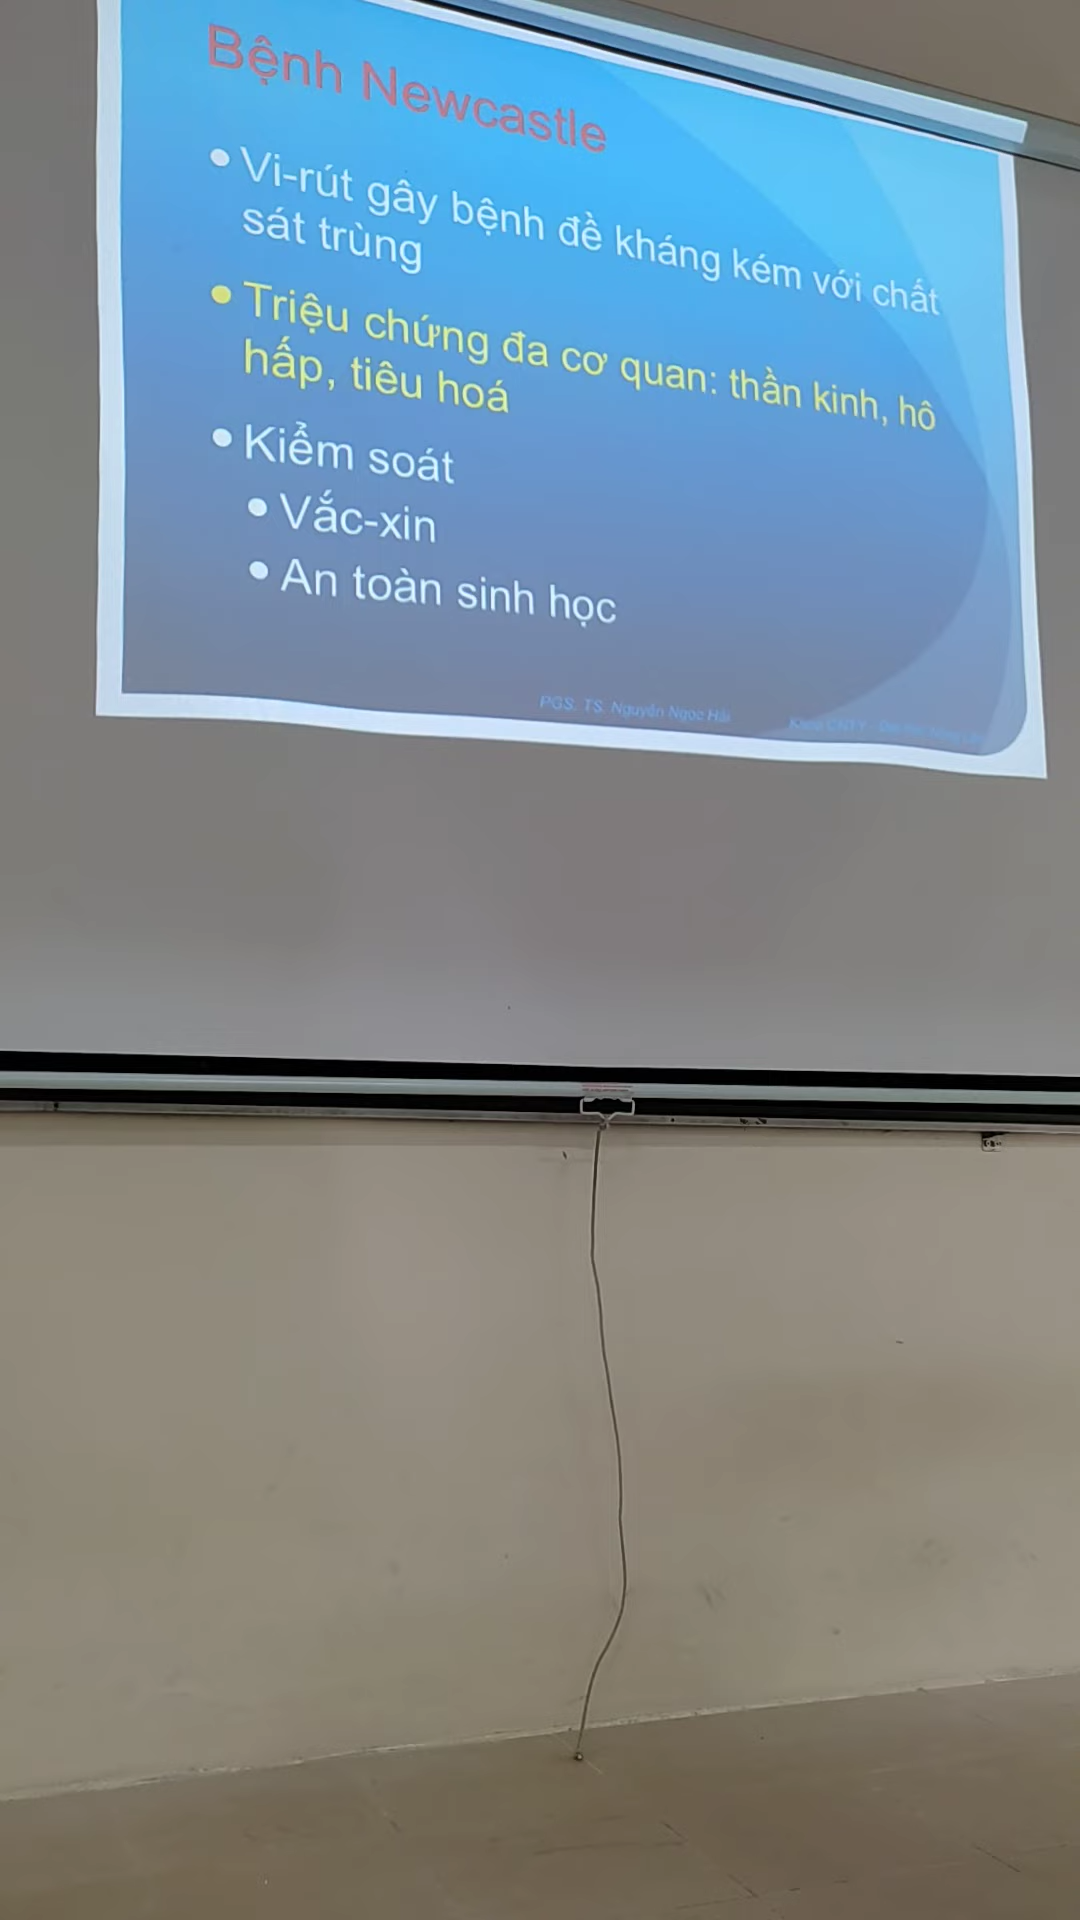 Bệnh Newcastle
• Vi-rút gây bệnh đề kháng kém với chất
sát trùng
• Triệu chứng đa cơ quan: thần kinh, hô
hấp, tiêu hoá
• Kiểm soát
• Vắc-xin
• An toàn sinh học
PGS. TS. Nguyễn Ngọc Hải